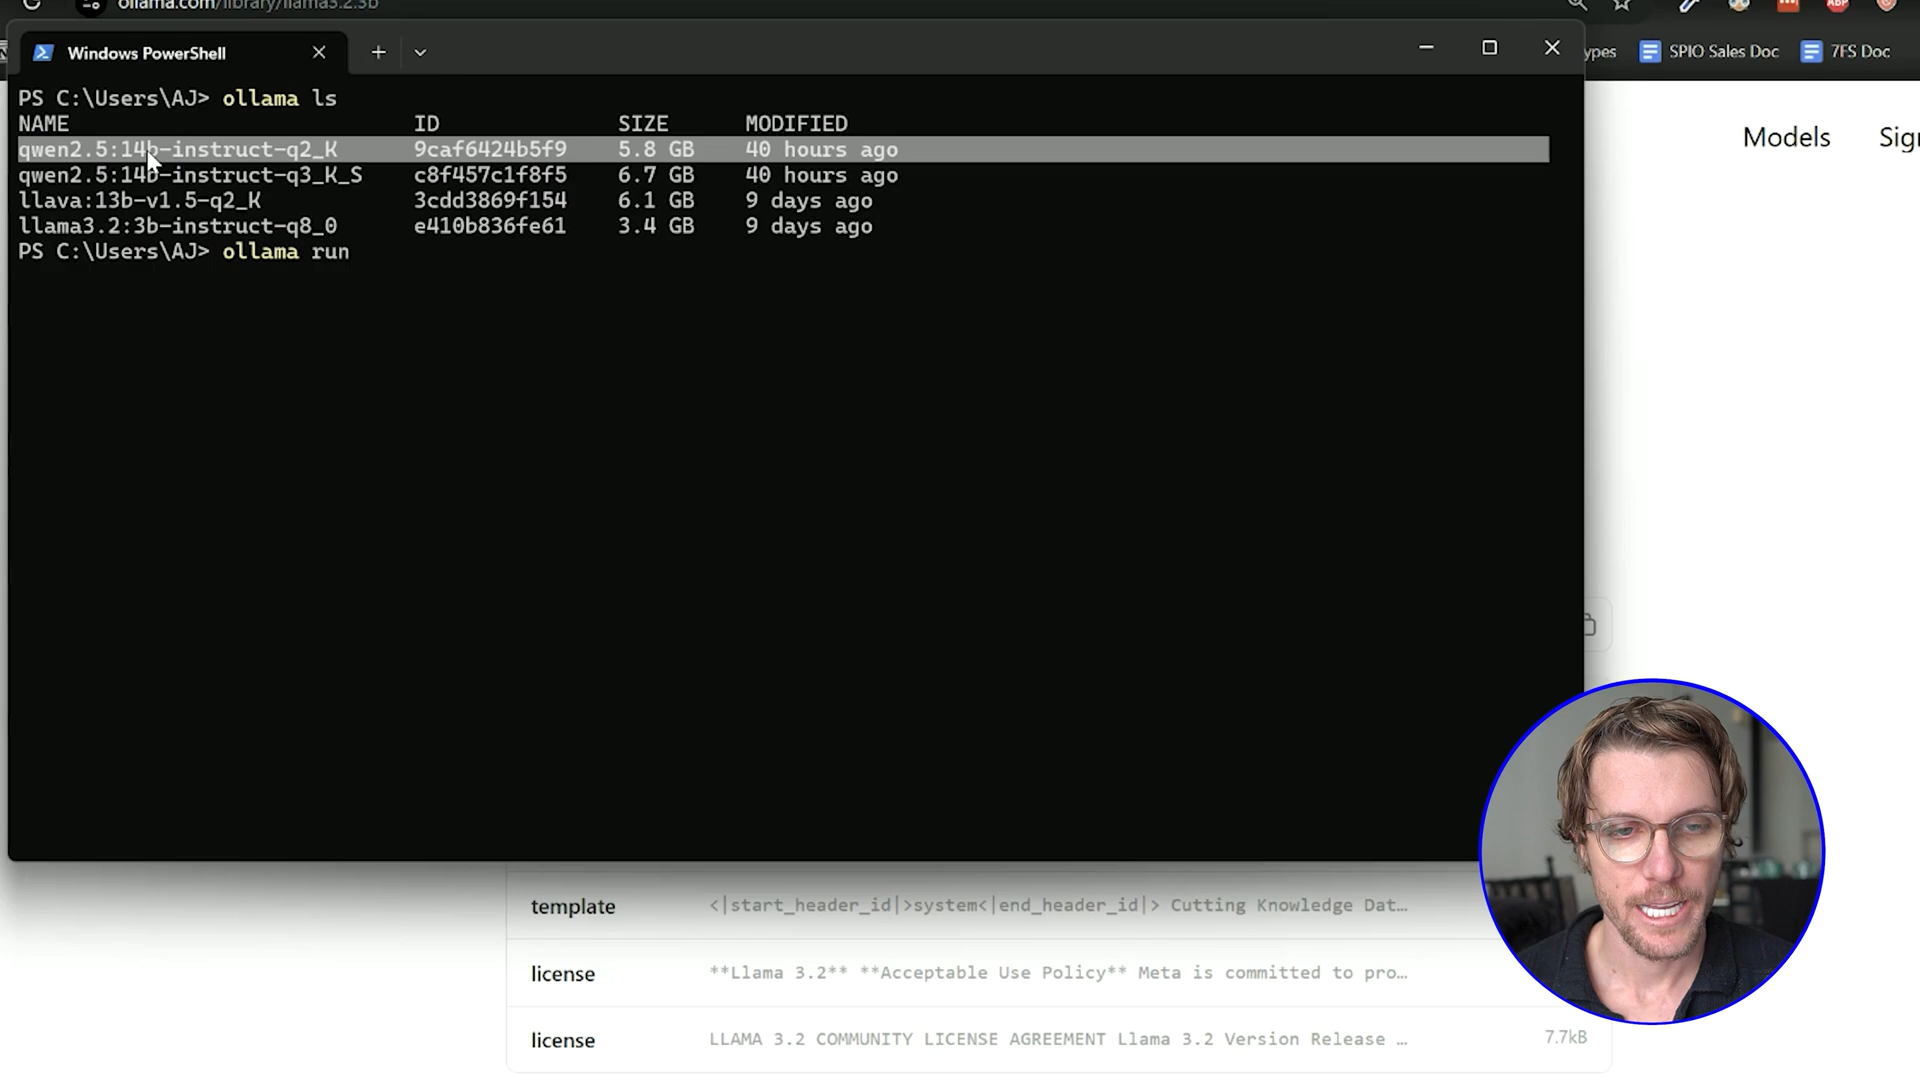 ollama.com/library/llama3.2:3b
Windows PowerShell
ypes
SPIO Sales Doc
7FS Doc
PS C:\Users\AJ> ollama ls
NAME ID SIZE MODIFIED
qwen2.5:14b-instruct-q2_K 9caf6424b5f9 5.8 GB 40 hours ago
qwen2.5:14b-instruct-q3_K_S c8f457c1f8f5 6.7 GB 40 hours ago
llava:13b-v1.5-q2_K 3cdd3869f154 6.1 GB 9 days ago
llama3.2:3b-instruct-q8_0 e410b836fe61 3.4 GB 9 days ago
PS C:\Users\AJ> ollama run
Models
Sign
template <|start_header_id|>system<|end_header_id|> Cutting Knowledge Dat…
license **Llama 3.2** **Acceptable Use Policy** Meta is committed to pro…
license LLAMA 3.2 COMMUNITY LICENSE AGREEMENT Llama 3.2 Version Release … 7.7kB
ABP